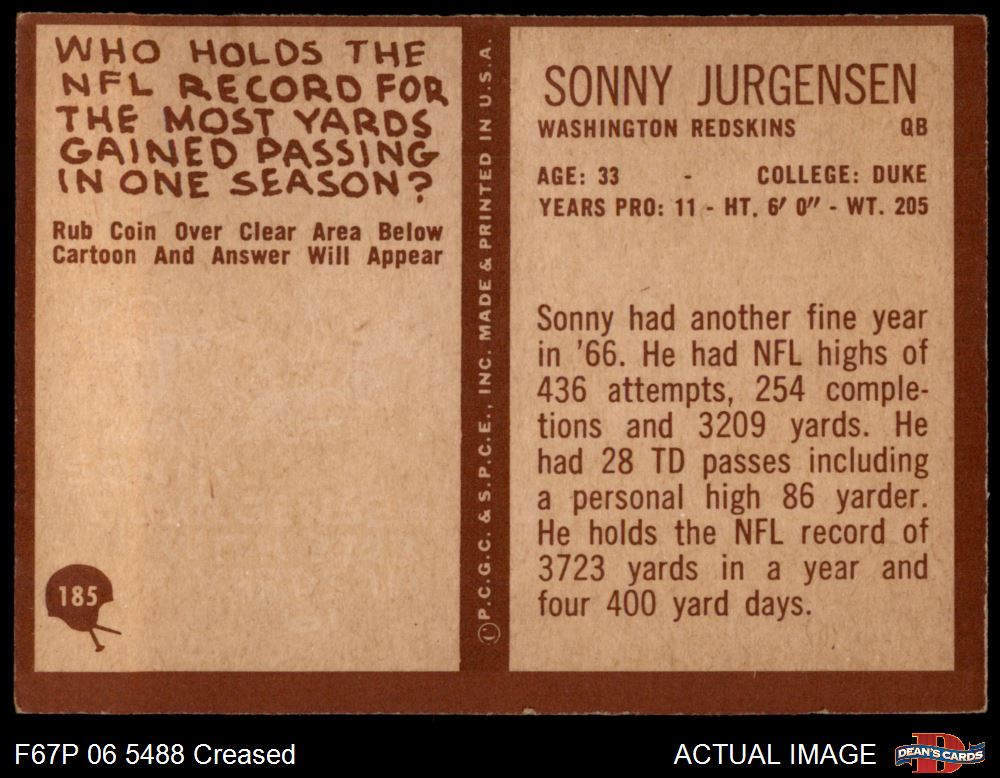 WHO HOLDS THE
NFL RECORD FOR
THE MOST YARDS
GAINED PASSING
IN ONE SEASON?
Rub Coin Over Clear Area Below
Cartoon And Answer Will Appear
185
©P.C.G.C. & S.P.C.E., INC. MADE & PRINTED IN U.S.A.
SONNY JURGENSEN
WASHINGTON REDSKINS QB
AGE: 33 - COLLEGE: DUKE
YEARS PRO: 11 - HT. 6' 0" - WT. 205
Sonny had another fine year
in '66. He had NFL highs of
436 attempts, 254 comple-
tions and 3209 yards. He
had 28 TD passes including
a personal high 86 yarder.
He holds the NFL record of
3723 yards in a year and
four 400 yard days.
F67P 06 5488 Creased
ACTUAL IMAGE
DEAN'S CARDS